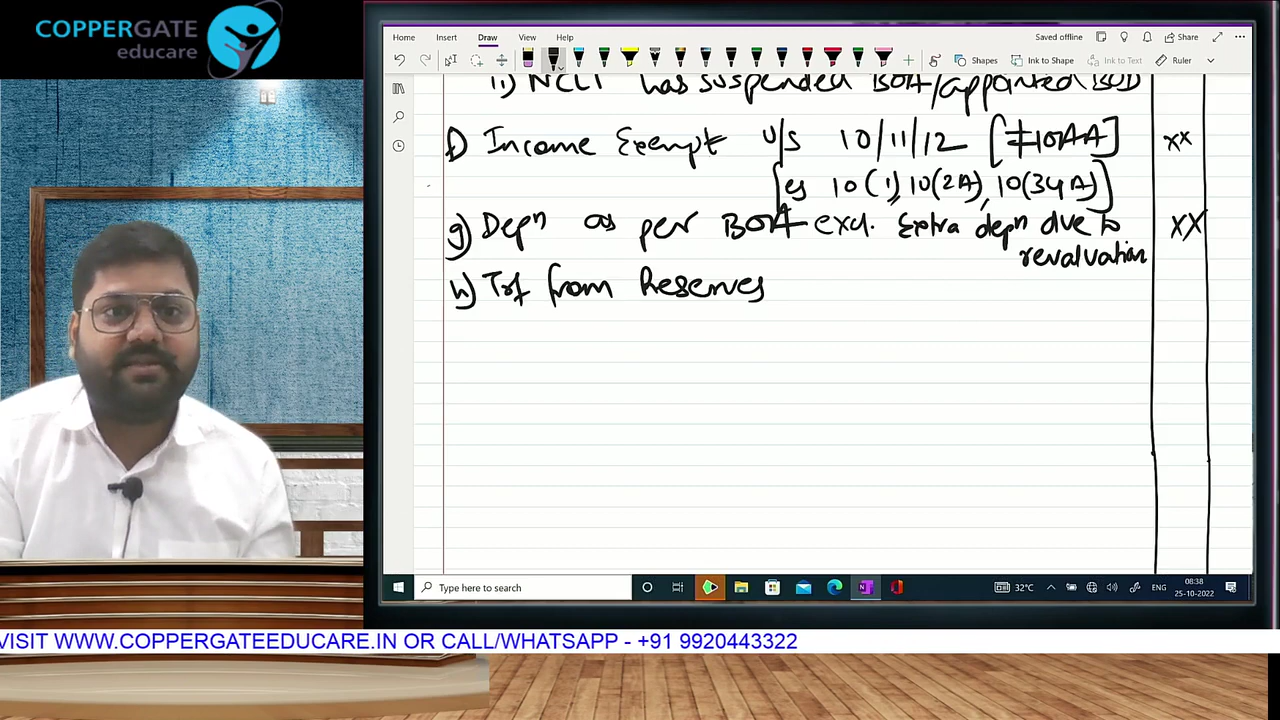 COPPERGATE
educare
Home Insert Draw View Help
Saved offline
Share
Shapes
Ink to Shape
Ink to Text
Ruler
ii) NCLT has suspended BOD/appointed BOD
f) Income Exempt u/s 10/11/12 [≠10AA] xx
[eg 10(1), 10(2A), 10(34A)]
g) Depn as per BOA excl. Extra depn due to XX
revaluation
h) Trf from Reserves
Type here to search
32°C
ENG
08:38
25-10-2022
VISIT WWW.COPPERGATEEDUCARE.IN OR CALL/WHATSAPP - +91 9920443322